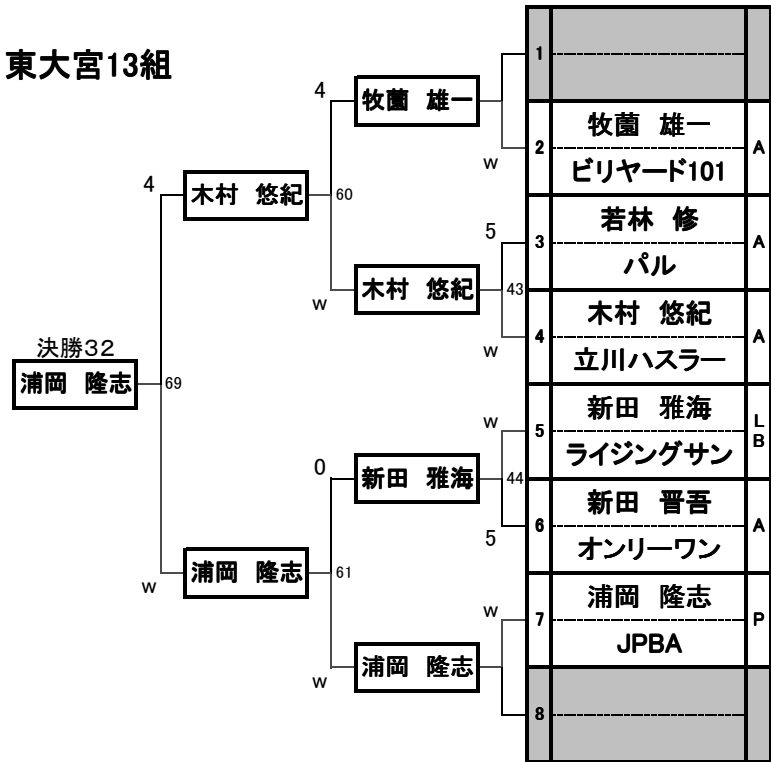 東大宮13組
決勝32
浦岡 隆志
69
4
木村 悠紀
60
w
浦岡 隆志
61
4
牧薗 雄一
w
w
木村 悠紀
5
43
w
0
新田 雅海
w
44
5
w
浦岡 隆志
w
1
2
牧薗 雄一
ビリヤード101
A
3
若林 修
パル
A
4
木村 悠紀
立川ハスラー
A
5
新田 雅海
ライジングサン
L
B
6
新田 晋吾
オンリーワン
A
7
浦岡 隆志
JPBA
P
8